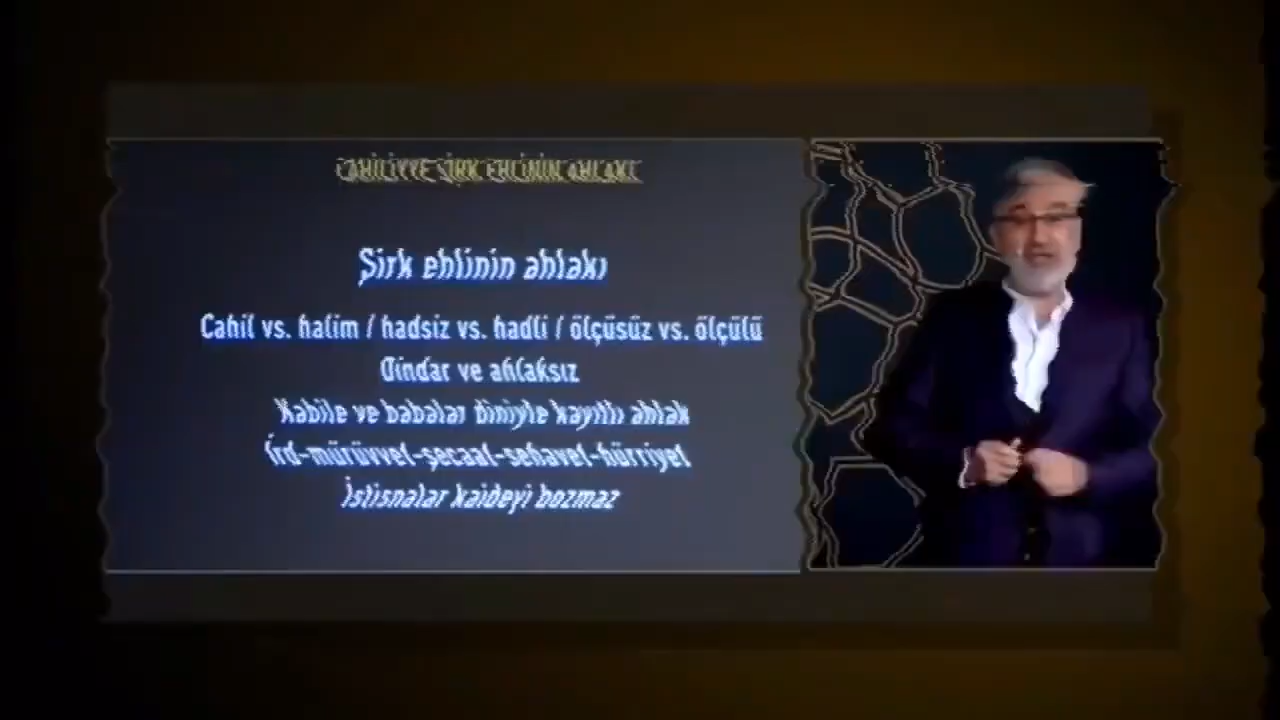 CAHİLİYYE ŞİRK EHLİNİN AHLAKI
Şirk ehlinin ahlakı
Cahil vs. halim / hadsiz vs. hadli / ölçüsüz vs. ölçülü
Dindar ve ahlaksız
Kabile ve babalar diniyle kayıtlı ahlak
İrd-mürüvvet-şecaat-sehavet-hürriyet
İstisnalar kaideyi bozmaz